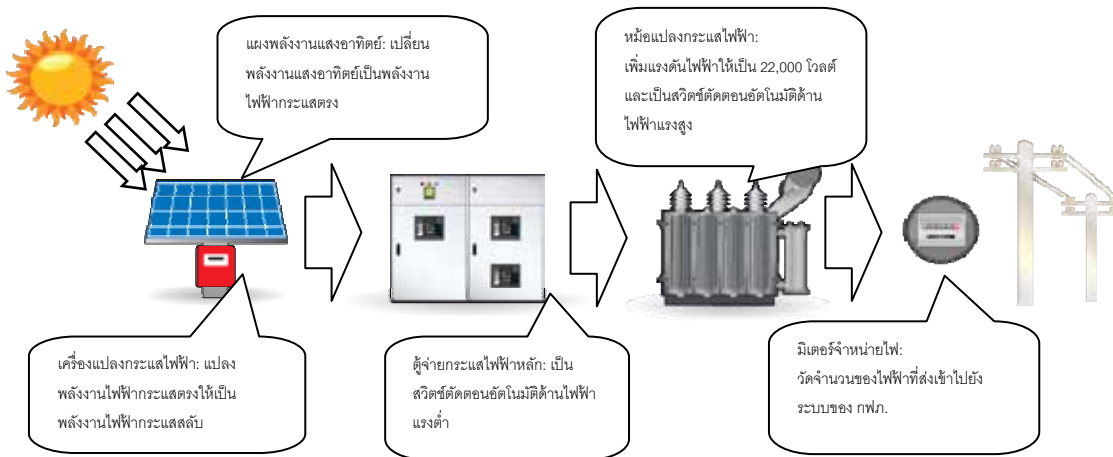 แผงพลังงานแสงอาทิตย์: เปลี่ยน
พลังงานแสงอาทิตย์เป็นพลังงาน
ไฟฟ้ากระแสตรง
หม้อแปลงกระแสไฟฟ้า:
เพิ่มแรงดันไฟฟ้าให้เป็น 22,000 โวลต์
และเป็นสวิตซ์ตัดตอนอัตโนมัติด้าน
ไฟฟ้าแรงสูง
เครื่องแปลงกระแสไฟฟ้า: แปลง
พลังงานไฟฟ้ากระแสตรงให้เป็น
พลังงานไฟฟ้ากระแสสลับ
ตู้จ่ายกระแสไฟฟ้าหลัก: เป็น
สวิตซ์ตัดตอนอัตโนมัติด้านไฟฟ้า
แรงต่ำ
มิเตอร์จำหน่ายไฟ:
วัดจำนวนของไฟฟ้าที่ส่งเข้าไปยัง
ระบบของ กฟภ.